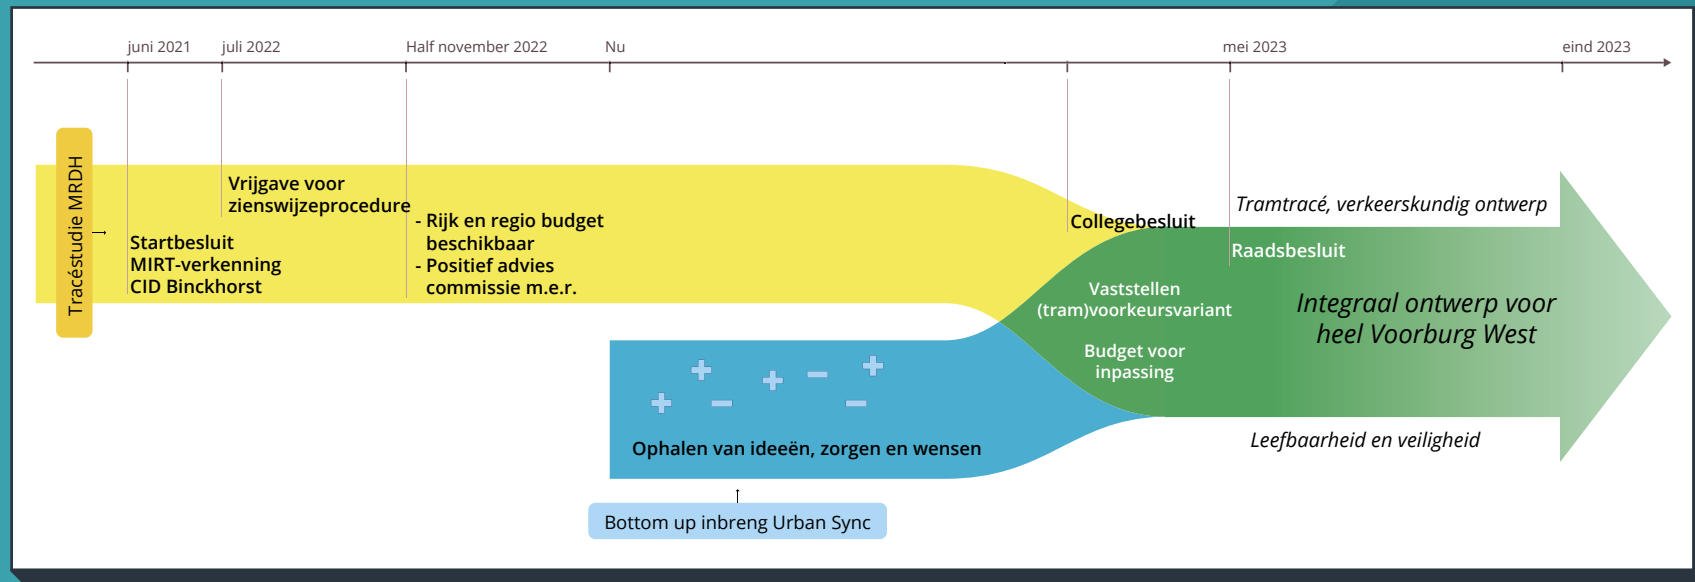 juni 2021
juli 2022
Half november 2022
Nu
mei 2023
eind 2023
Tracéstudie MRDH
Vrijgave voor
zienswijzeprocedure
Startbesluit
MIRT-verkenning
CID Binckhorst
- Rijk en regio budget
beschikbaar
- Positief advies
commissie m.e.r.
Collegebesluit
Tramtracé, verkeerskundig ontwerp
Raadsbesluit
Vaststellen
(tram)voorkeursvariant
Budget voor
inpassing
Integraal ontwerp voor
heel Voorburg West
Leefbaarheid en veiligheid
Ophalen van ideeën, zorgen en wensen
Bottom up inbreng Urban Sync